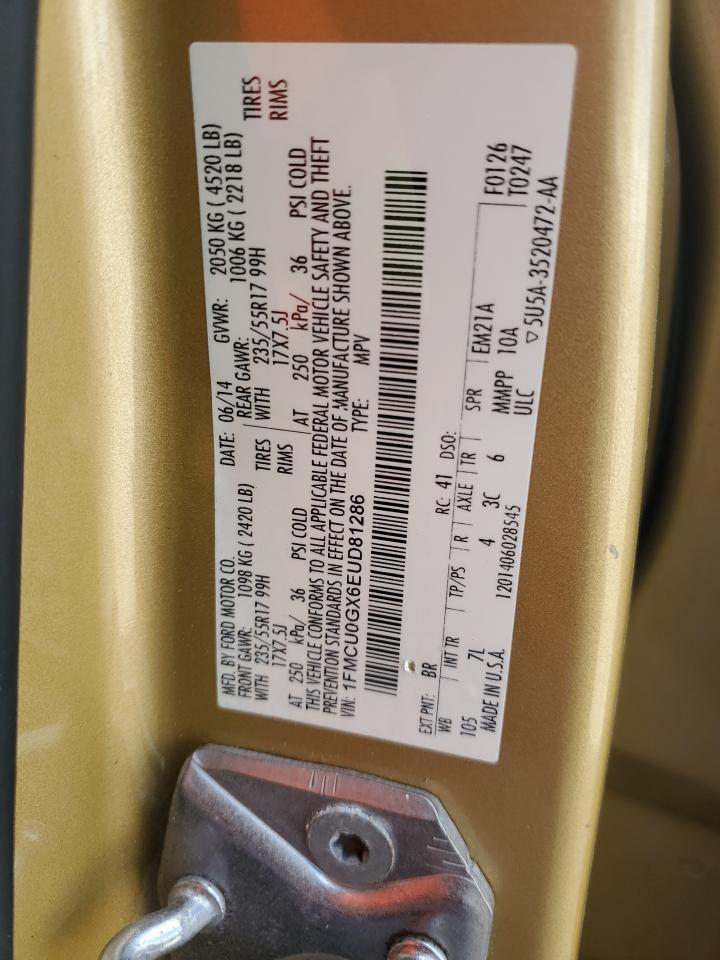 MFD. BY FORD MOTOR CO. DATE: 06/14 GVWR: 2050 KG ( 4520 LB)
FRONT GAWR: 1098 KG ( 2420 LB) REAR GAWR: 1006 KG ( 2218 LB)
WITH 235/55R17 99H TIRES WITH 235/55R17 99H TIRES
17X7.5J RIMS 17X7.5J RIMS
AT 250 kPa/ 36 PSI COLD AT 250 kPa/ 36 PSI COLD
THIS VEHICLE CONFORMS TO ALL APPLICABLE FEDERAL MOTOR VEHICLE SAFETY AND THEFT
PREVENTION STANDARDS IN EFFECT ON THE DATE OF MANUFACTURE SHOWN ABOVE.
VIN: 1FMCU0GX6EUD81286 TYPE: MPV
EXT PNT: BR RC: 41 DSO:
WB INT TR TP/PS R AXLE TR SPR EM21A F0126
105 7L 4 3C 6 MMPP 10A T0247
MADE IN U.S.A. 1201406028545 ULC ▽5U5A-3520472-AA